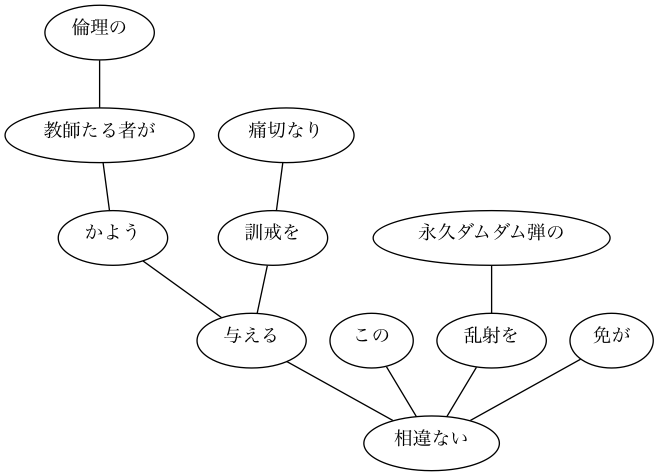 倫理の
教師たる者が
痛切なり
かよう
訓戒を
永久ダムダム弾の
与える
この
乱射を
免が
相違ない